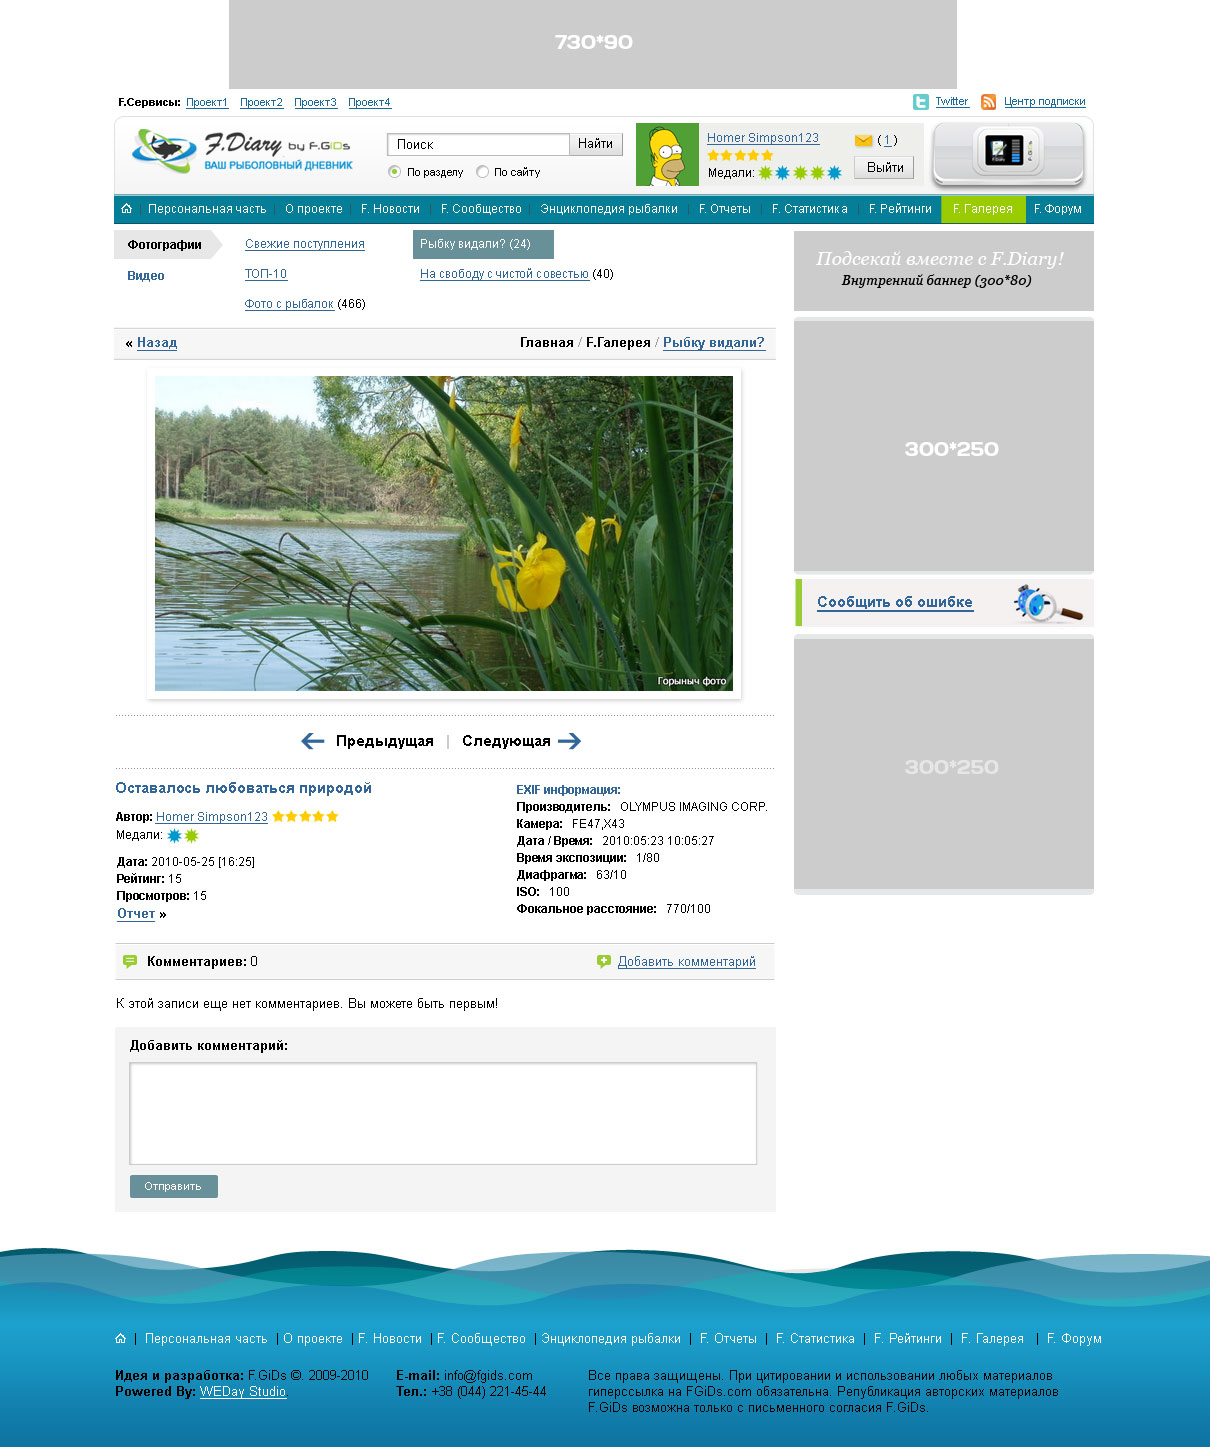 730*90
F.Сервисы: Проект1 Проект2 Проект3 Проект4
Twitter Центр подписки
F.Diary by F.GiDs
ВАШ РЫБОЛОВНЫЙ ДНЕВНИК
Поиск Найти
По разделу По сайту
Homer Simpson123 (1)
Медали: Выйти
Персональная часть | О проекте | F. Новости | F. Сообщество | Энциклопедия рыбалки | F. Отчеты | F. Статистика | F. Рейтинги F. Галерея F. Форум
Фотографии Свежие поступления Рыбку видали? (24)
Видео ТОП-10 На свободу с чистой совестью (40)
Фото с рыбалок (466)
Подсекай вместе с F.Diary!
Внутренний баннер (300*80)
« Назад Главная / F.Галерея / Рыбку видали?
300*250
Сообщить об ошибке
Горыныч фото
Предыдущая | Следующая
300*250
Оставалось любоваться природой
Автор: Homer Simpson123
Медали:
Дата: 2010-05-25 [16:25]
Рейтинг: 15
Просмотров: 15
Отчет »
EXIF информация:
Производитель: OLYMPUS IMAGING CORP.
Камера: FE47,X43
Дата / Время: 2010:05:23 10:05:27
Время экспозиции: 1/80
Диафрагма: 63/10
ISO: 100
Фокальное расстояние: 770/100
Комментариев: 0 Добавить комментарий
К этой записи еще нет комментариев. Вы можете быть первым!
Добавить комментарий:
Отправить
| Персональная часть | О проекте | F. Новости | F. Сообщество | Энциклопедия рыбалки | F. Отчеты | F. Статистика | F. Рейтинги | F. Галерея | F. Форум
Идея и разработка: F.GiDs ©. 2009-2010
Powered By: WEDay Studio
E-mail: info@fgids.com
Тел.: +38 (044) 221-45-44
Все права защищены. При цитировании и использовании любых материалов
гиперссылка на FGiDs.com обязательна. Републикация авторских материалов
F.GiDs возможна только с письменного согласия F.GiDs.